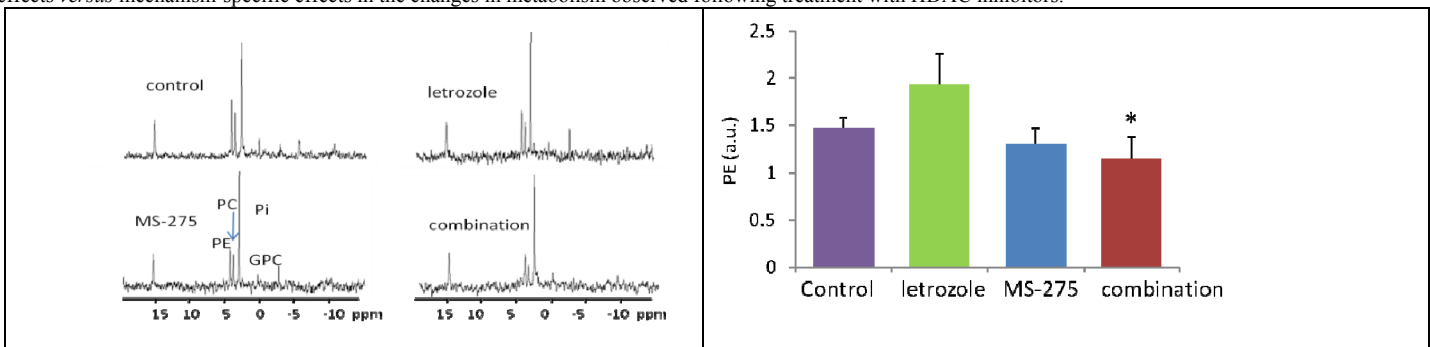 effects versus mechanism-specific effects in the changes in metabolism observed following treatment with HDAC inhibitors.
control
letrozole
MS-275
PC
Pi
PE
GPC
combination
15 10 5 0 -5 -10 ppm
15 10 5 0 -5 -10 ppm
2.5
2
1.5
1
0.5
0
PE (a.u.)
*
Control letrozole MS-275 combination